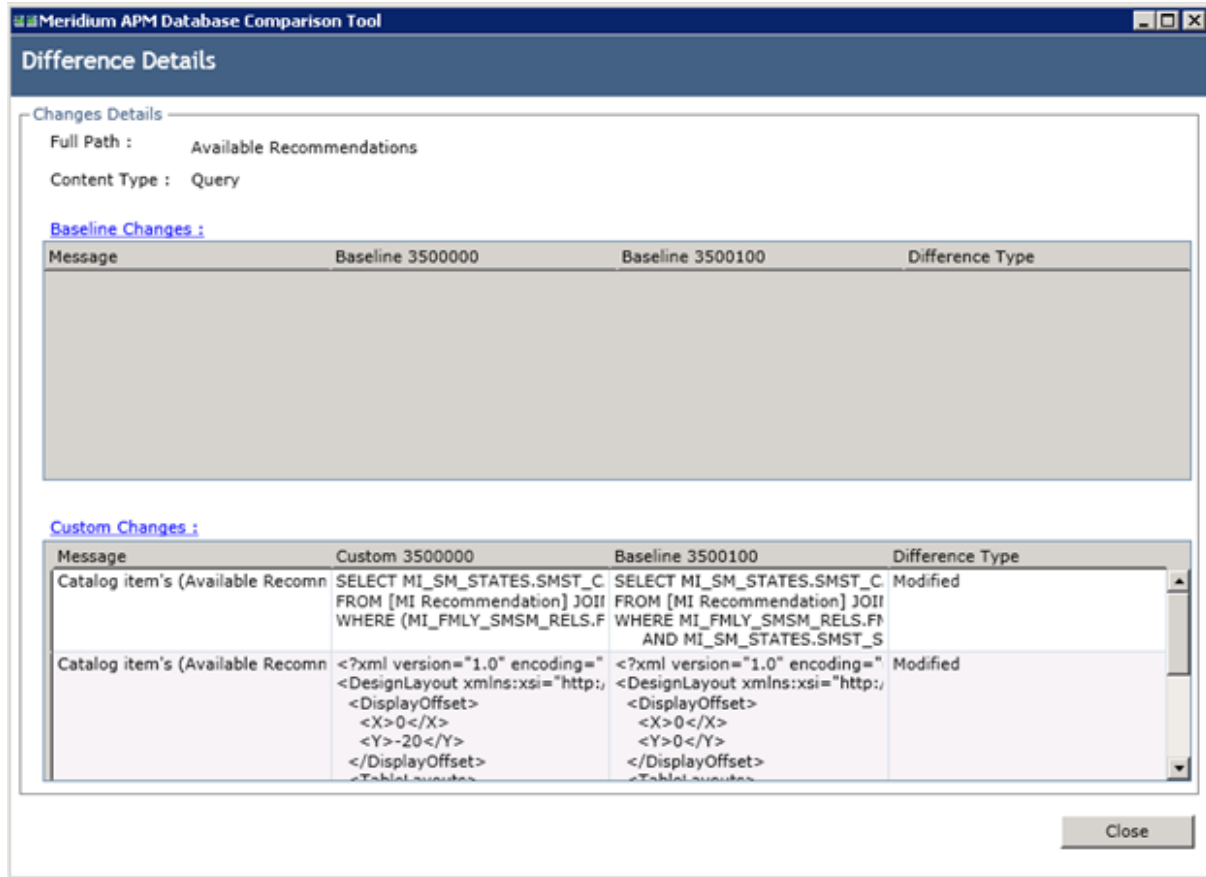 Meridium APM Database Comparison Tool
Difference Details
Changes Details
Full Path : Available Recommendations
Content Type : Query
Baseline Changes :
Message Baseline 3500000 Baseline 3500100 Difference Type
Custom Changes :
Message Custom 3500000 Baseline 3500100 Difference Type
Catalog item's (Available Recomn SELECT MI_SM_STATES.SMST_C. SELECT MI_SM_STATES.SMST_C. Modified
FROM [MI Recommendation] JOII FROM [MI Recommendation] JOII
WHERE (MI_FMLY_SMSM_RELS.F WHERE MI_FMLY_SMSM_RELS.FM
AND MI_SM_STATES.SMST_S
Catalog item's (Available Recomn <?xml version="1.0" encoding=" <?xml version="1.0" encoding=" Modified
<DesignLayout xmlns:xsi="http:/ <DesignLayout xmlns:xsi="http:/
<DisplayOffset> <DisplayOffset>
<X>0</X> <X>0</X>
<Y>-20</Y> <Y>0</Y>
</DisplayOffset> </DisplayOffset>
<TableLayouts> <TableLayouts>
Close